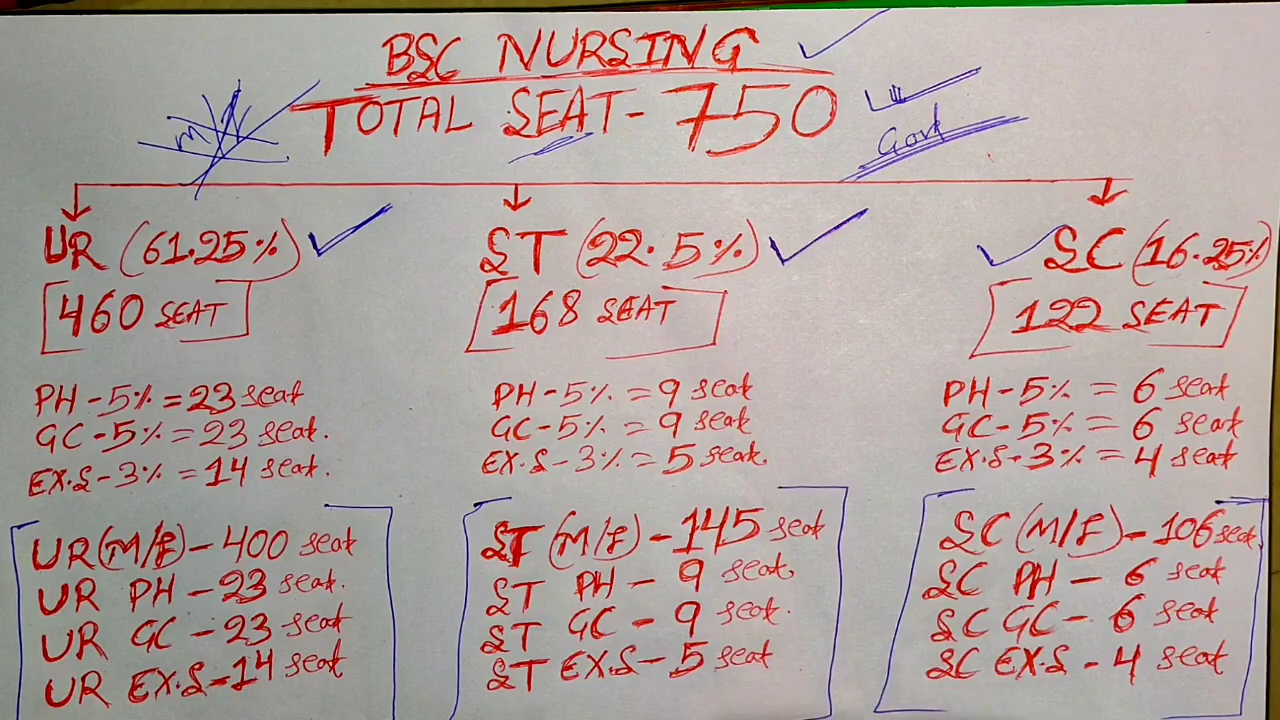 BSC NURSING
TOTAL SEAT - 750
Govt
UR (61.25%)
460 SEAT
PH - 5% = 23 seat
GC - 5% = 23 seat.
EX.S - 3% = 14 seat.
UR (M/F) - 400 seat
UR PH - 23 seat.
UR GC - 23 seat
UR EX.S - 14 seat
ST (22.5%)
168 SEAT
PH - 5% = 9 seat
GC - 5% = 9 seat
EX.S - 3% = 5 seat.
ST (M/F) - 145 seat
ST PH - 9 seat.
ST GC - 9 seat.
ST EX.S - 5 seat
SC (16.25%)
122 SEAT
PH - 5% = 6 seat
GC - 5% = 6 seat
EX.S - 3% = 4 seat
SC (M/F) - 106 seat.
SC PH - 6 seat
SC GC - 6 seat
SC EX.S - 4 seat